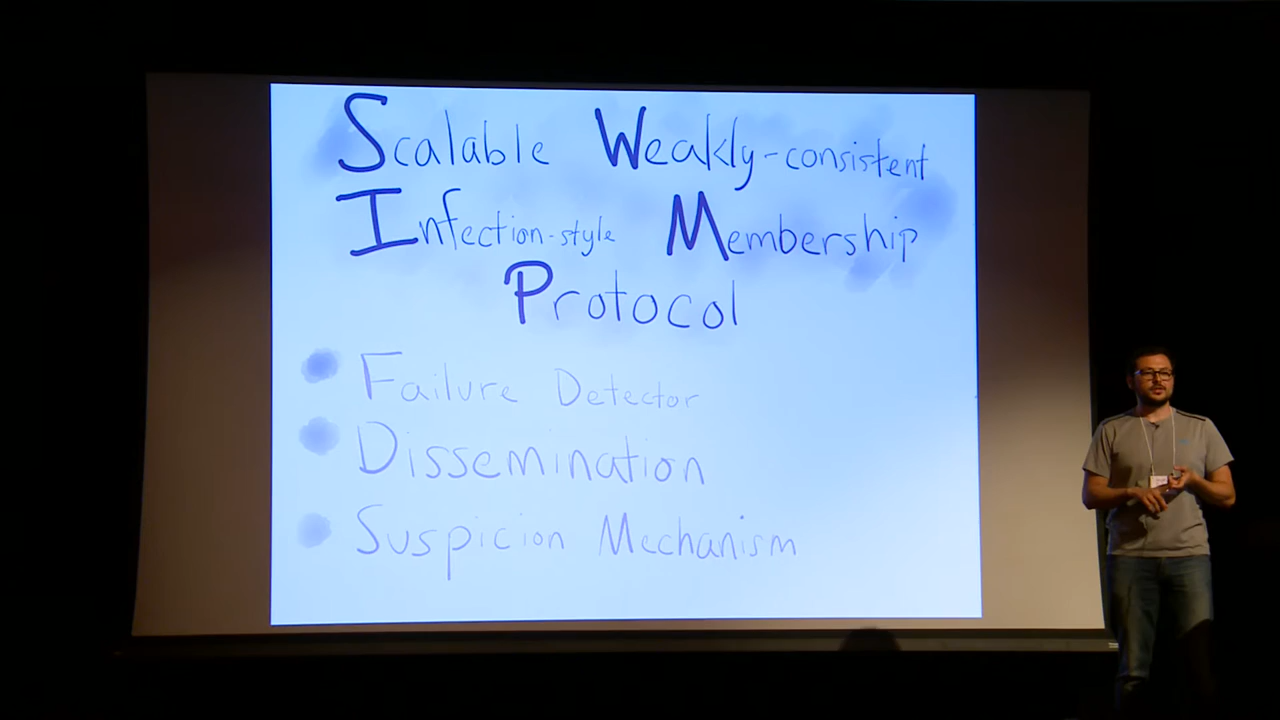 Scalable Weakly-consistent
Infection-style Membership
Protocol
Failure Detector
Dissemination
Suspicion Mechanism